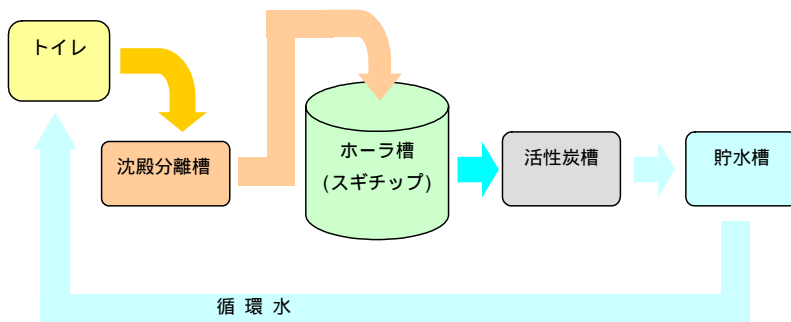 トイレ
沈殿分離槽
ホーラ槽
(スギチップ)
活性炭槽
貯水槽
循 環 水